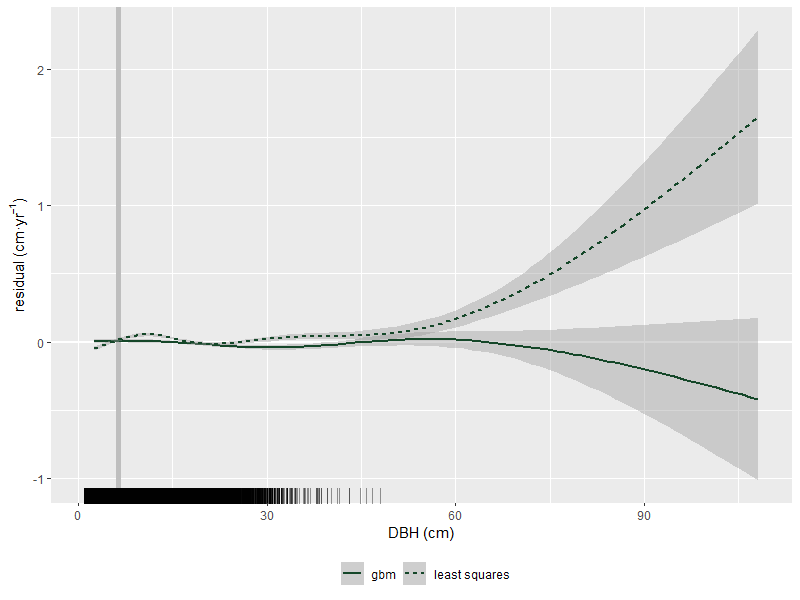 2
1
0
-1
residual (cm·yr⁻¹)
0 30 60 90
DBH (cm)
gbm least squares